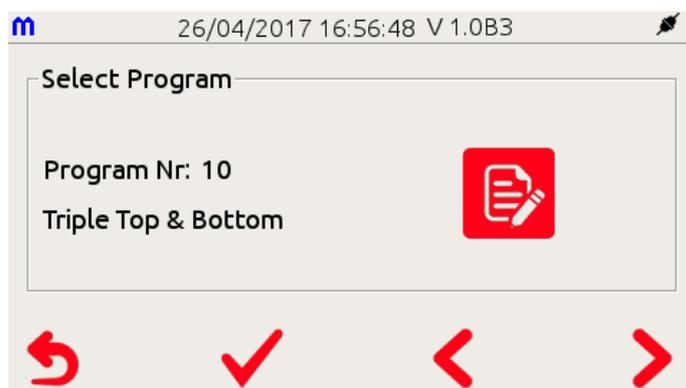 m 26/04/2017 16:56:48 V 1.0B3
Select Program
Program Nr: 10
Triple Top & Bottom